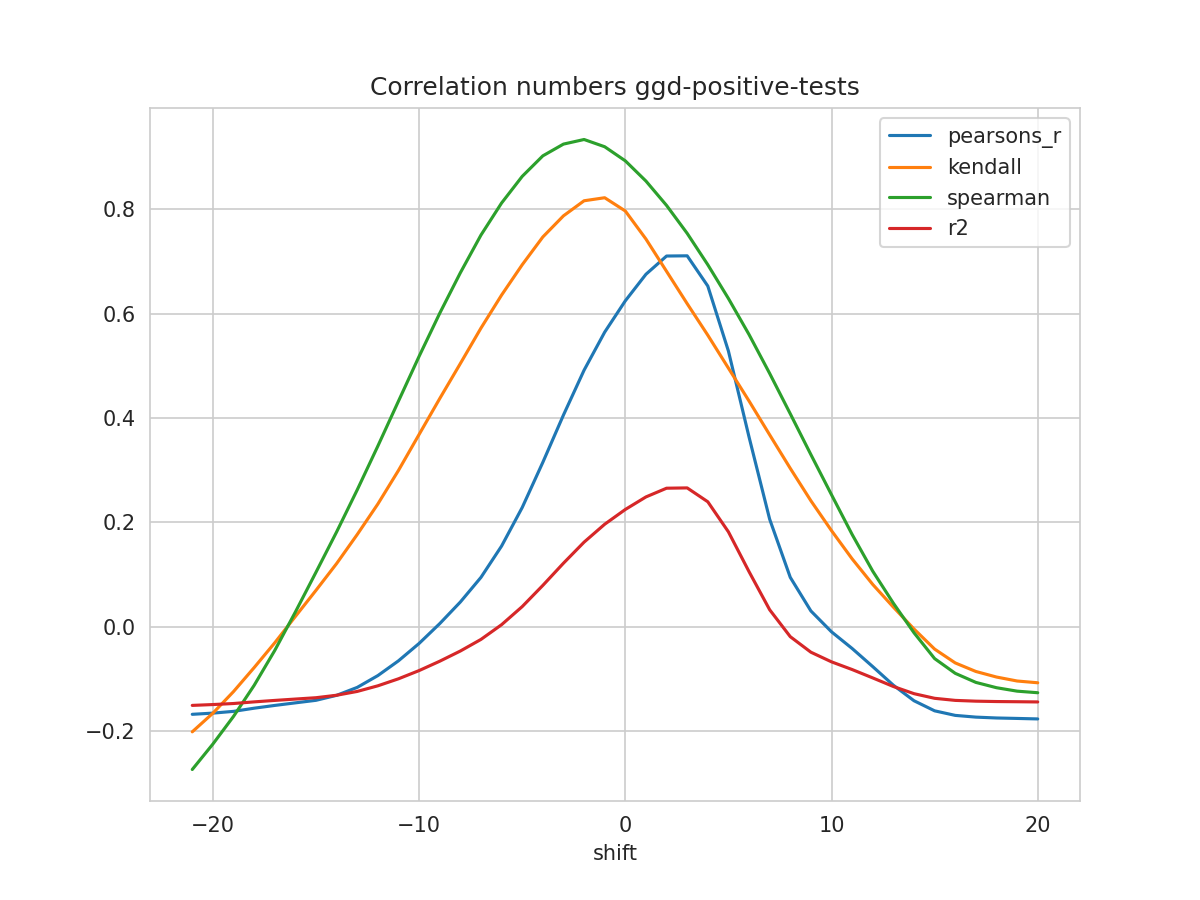 Correlation numbers ggd-positive-tests
pearsons_r
kendall
spearman
r2
0.8
0.6
0.4
0.2
0.0
−0.2
−20
−10
0
10
20
shift